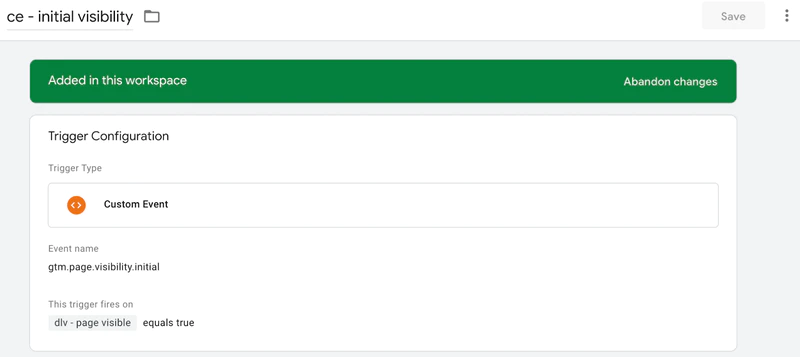 ce - initial visibility
Save
Added in this workspace
Abandon changes
Trigger Configuration
Trigger Type
Custom Event
Event name
gtm.page.visibility.initial
This trigger fires on
dlv - page visible equals true